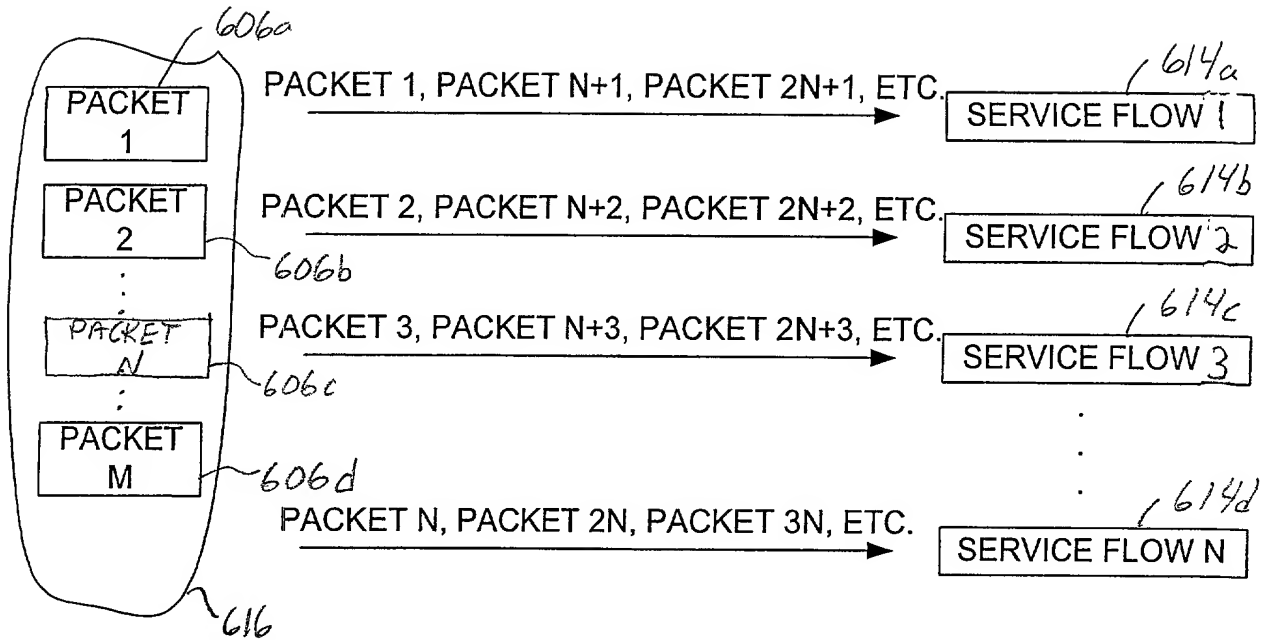 606a
PACKET
1
PACKET 1, PACKET N+1, PACKET 2N+1, ETC.
614a
SERVICE FLOW 1
PACKET
2
606b
PACKET 2, PACKET N+2, PACKET 2N+2, ETC.
614b
SERVICE FLOW 2
PACKET
N
606c
PACKET 3, PACKET N+3, PACKET 2N+3, ETC.
614c
SERVICE FLOW 3
PACKET
M
606d
PACKET N, PACKET 2N, PACKET 3N, ETC.
614d
SERVICE FLOW N
616